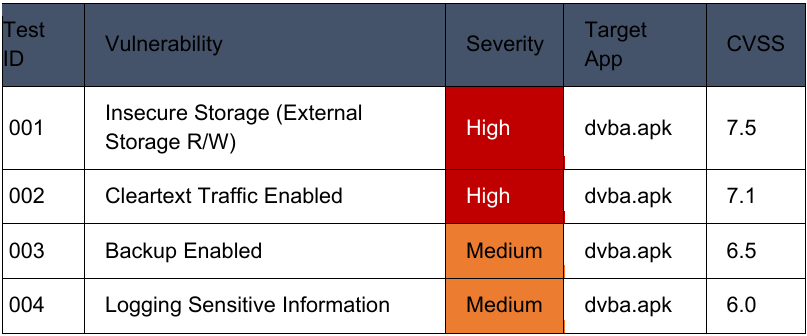 Test ID Vulnerability Severity Target App CVSS
001 Insecure Storage (External Storage R/W) High dvba.apk 7.5
002 Cleartext Traffic Enabled High dvba.apk 7.1
003 Backup Enabled Medium dvba.apk 6.5
004 Logging Sensitive Information Medium dvba.apk 6.0